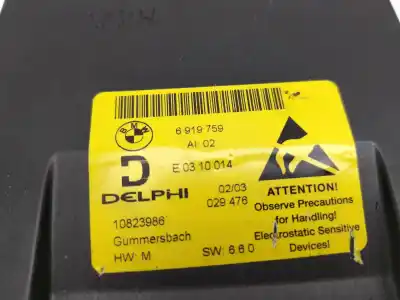 BMW
6 919 759
AI: 02
D
E 03 10 014
DELPHI
02/03
029 476
10823986
Gummersbach
HW: M
SW: 6.6.0
ATTENTION!
Observe Precautions
for Handling!
Electrostatic Sensitive
Devices!